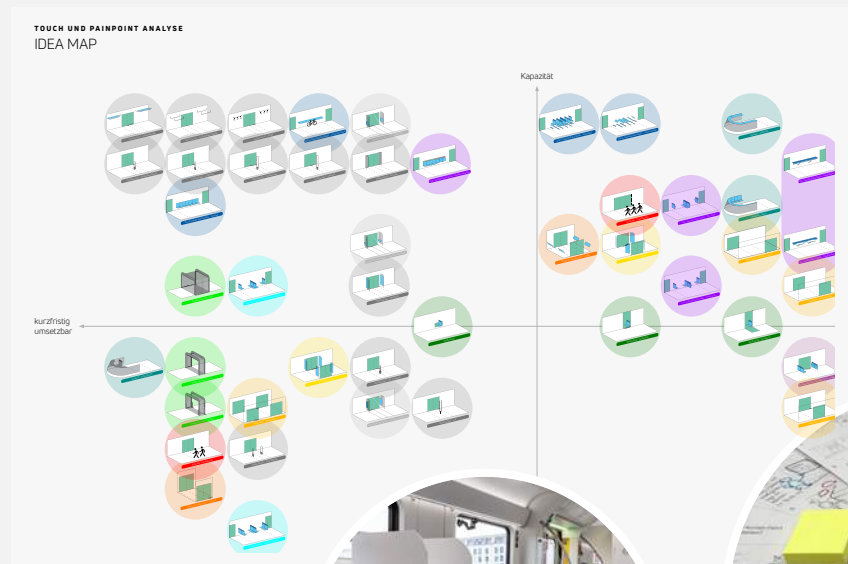 TOUCH UND PAINPOINT ANALYSE
IDEA MAP
Kapazität
kurzfristig
umsetzbar